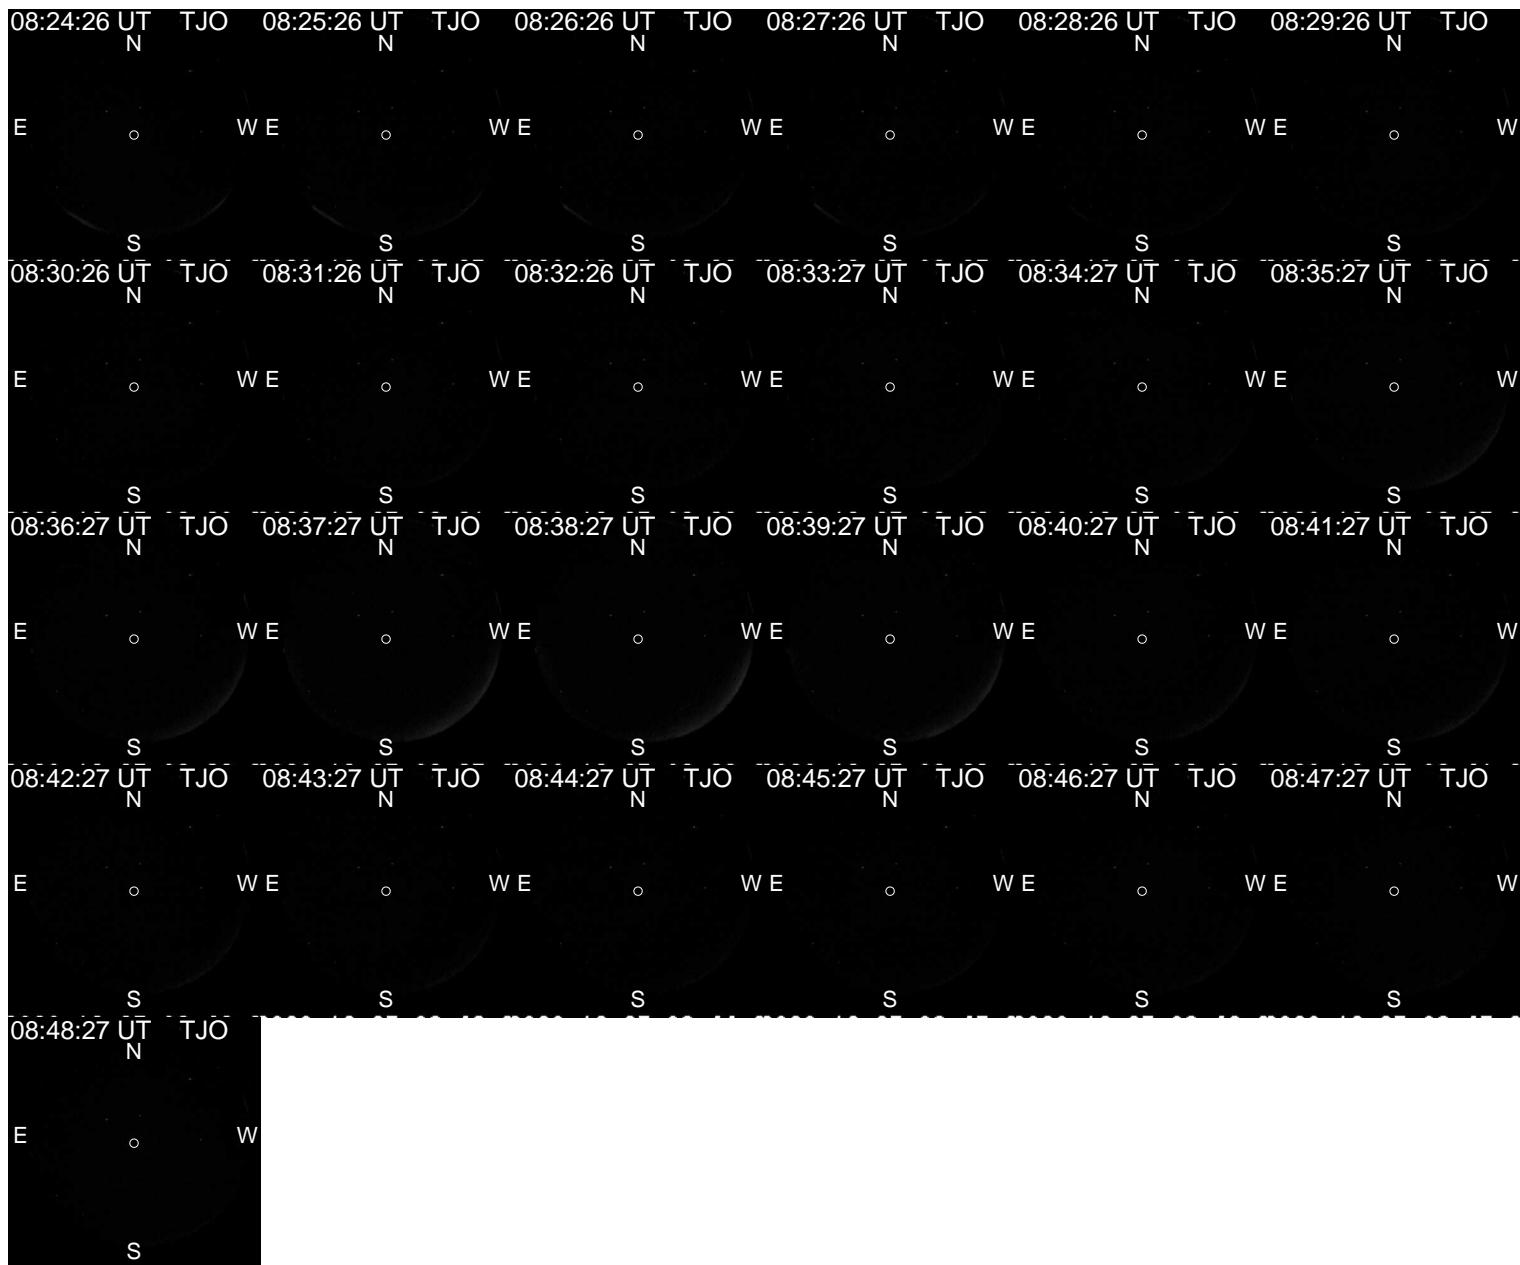 08:24:26 UT TJO 08:25:26 UT TJO 08:26:26 UT TJO 08:27:26 UT TJO 08:28:26 UT TJO 08:29:26 UT TJO
N N N N N N
E W E W E W E W E W E W
S S S S S S
08:30:26 UT TJO 08:31:26 UT TJO 08:32:26 UT TJO 08:33:27 UT TJO 08:34:27 UT TJO 08:35:27 UT TJO
N N N N N N
E W E W E W E W E W E W
S S S S S S
08:36:27 UT TJO 08:37:27 UT TJO 08:38:27 UT TJO 08:39:27 UT TJO 08:40:27 UT TJO 08:41:27 UT TJO
N N N N N N
E W E W E W E W E W E W
S S S S S S
08:42:27 UT TJO 08:43:27 UT TJO 08:44:27 UT TJO 08:45:27 UT TJO 08:46:27 UT TJO 08:47:27 UT TJO
N N N N N N
E W E W E W E W E W E W
S S S S S S
08:48:27 UT TJO
N
E W
S